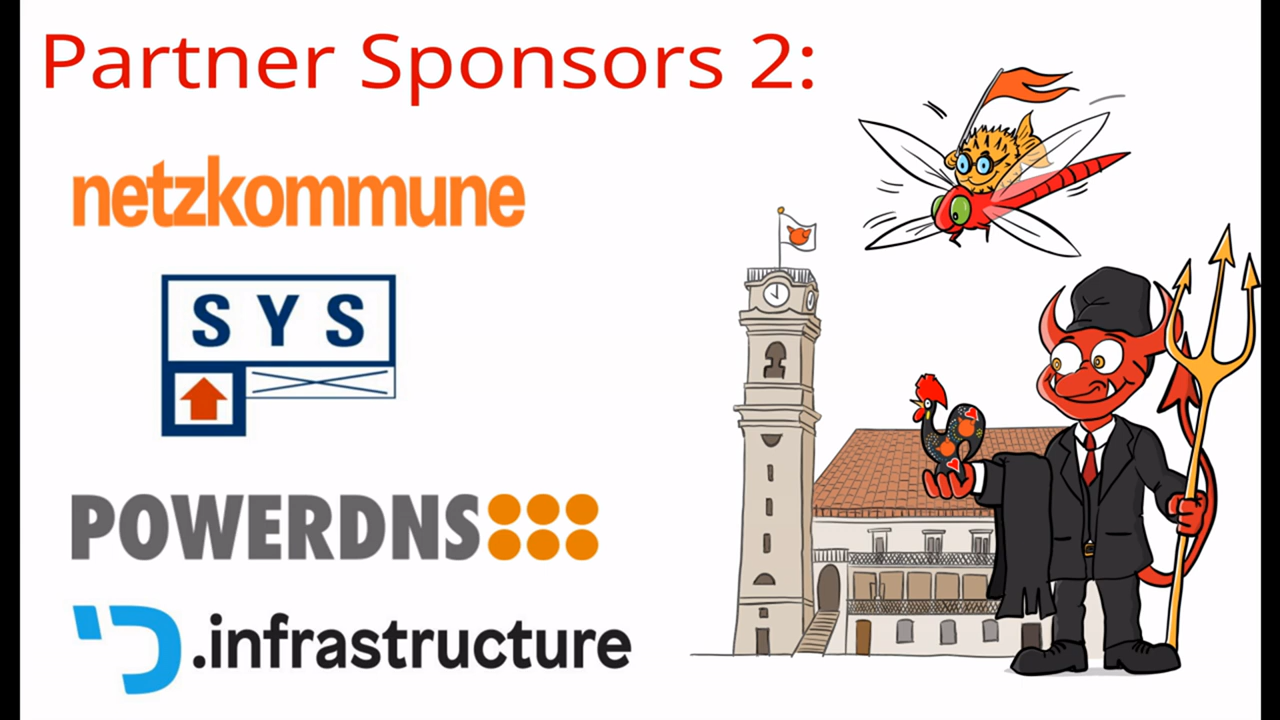 Partner Sponsors 2:
netzkommune
SYS
POWERDNS
.infrastructure